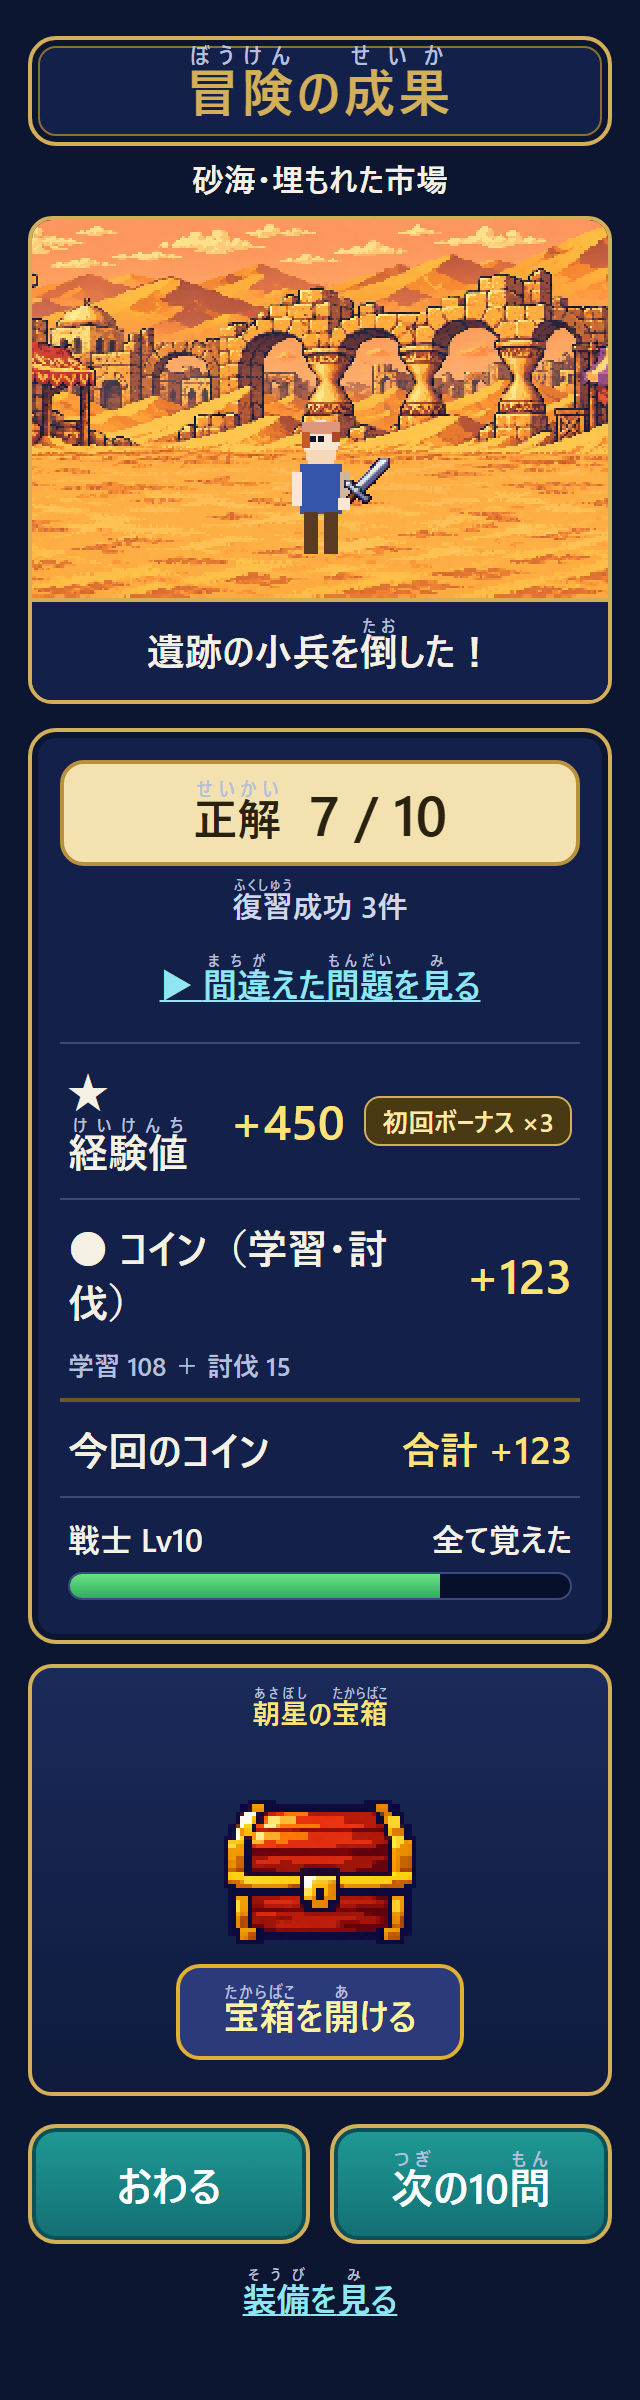 ぼうけん せいか
冒険の成果
砂海・埋もれた市場
たお
遺跡の小兵を倒した！
せいかい
正解 7 / 10
ふくしゅう
復習成功 3件
まちが もんだい み
▶ 間違えた問題を見る
★
けいけんち
経験値 +450 初回ボーナス ×3
● コイン（学習・討
伐） +123
学習 108 ＋ 討伐 15
今回のコイン 合計 +123
戦士 Lv10 全て覚えた
あさぼし たからばこ
朝星の宝箱
たからばこ あ
宝箱を開ける
おわる
つぎ もん
次の10問
そうび み
装備を見る